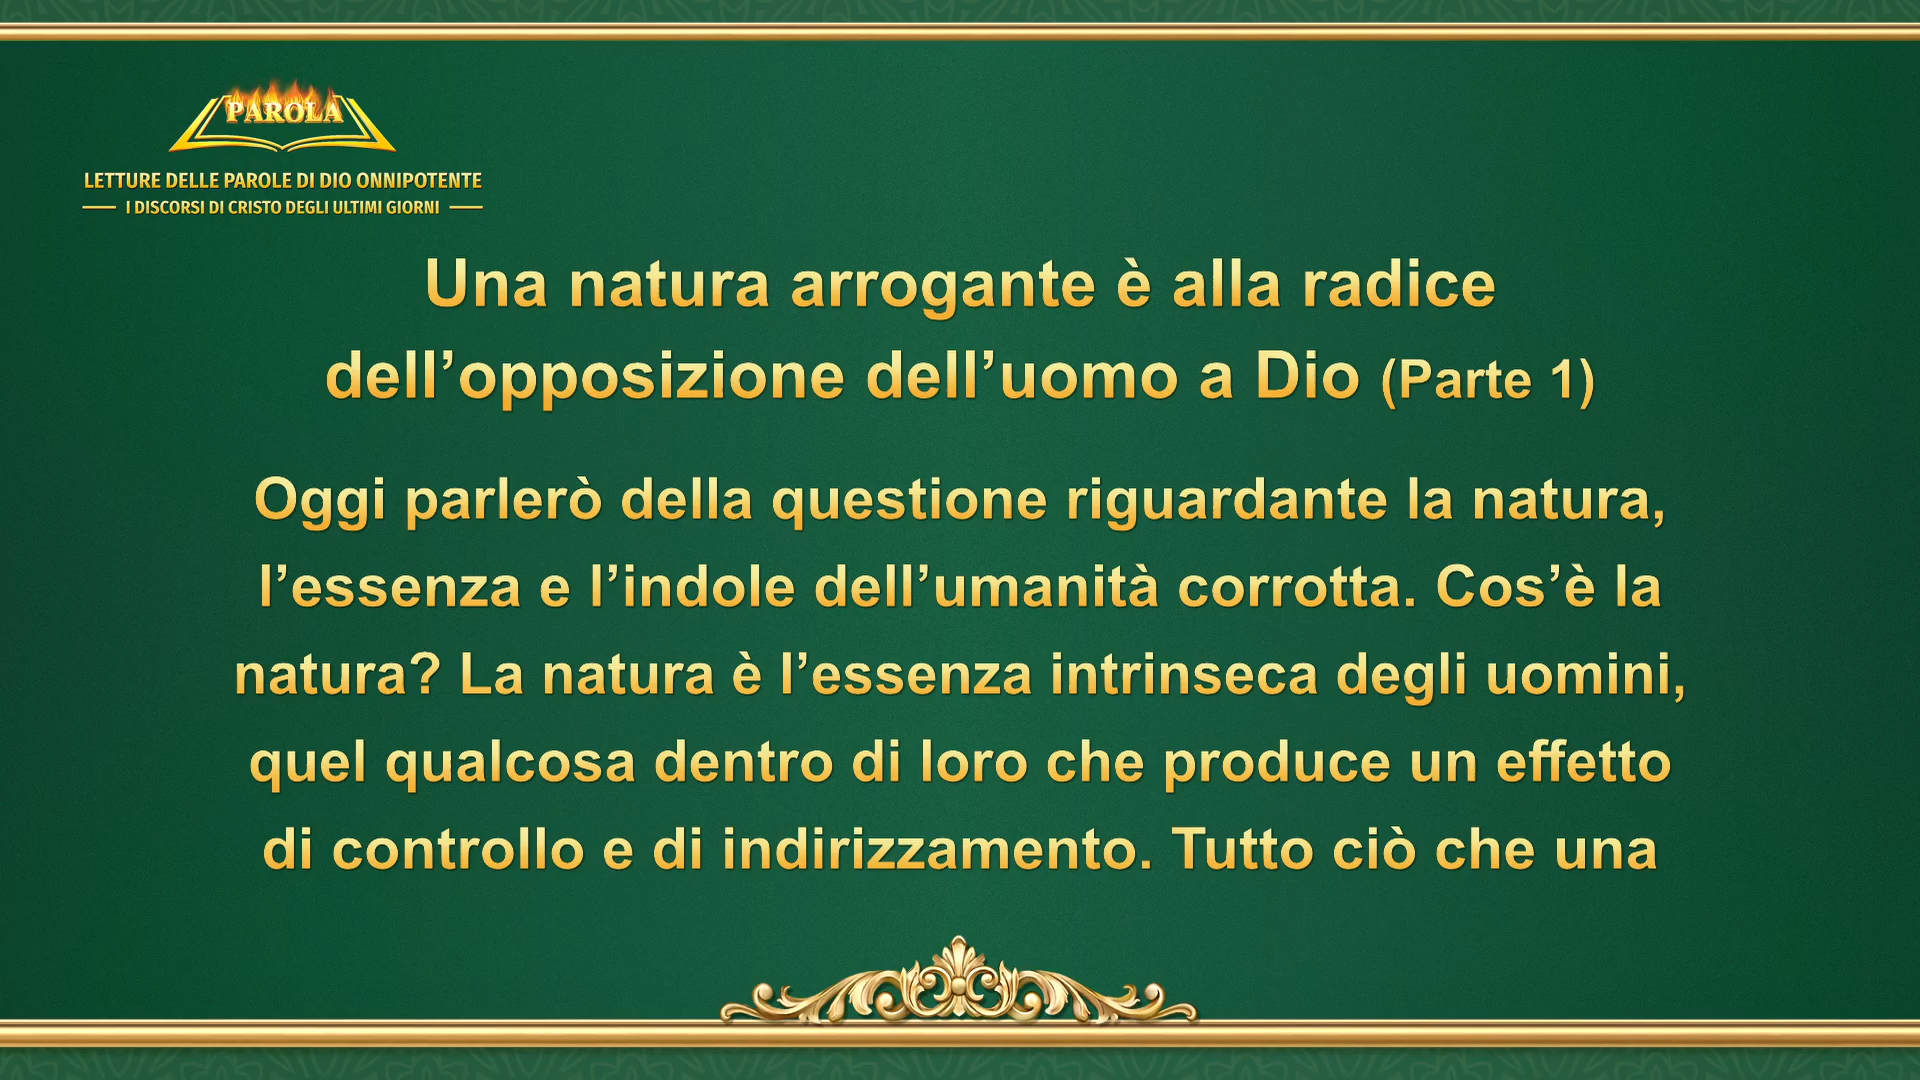 PAROLA
LETTURE DELLE PAROLE DI DIO ONNIPOTENTE
I DISCORSI DI CRISTO DEGLI ULTIMI GIORNI
Una natura arrogante è alla radice
dell’opposizione dell’uomo a Dio (Parte 1)
Oggi parlerò della questione riguardante la natura,
l’essenza e l’indole dell’umanità corrotta. Cos’è la
natura? La natura è l’essenza intrinseca degli uomini,
quel qualcosa dentro di loro che produce un effetto
di controllo e di indirizzamento. Tutto ciò che una